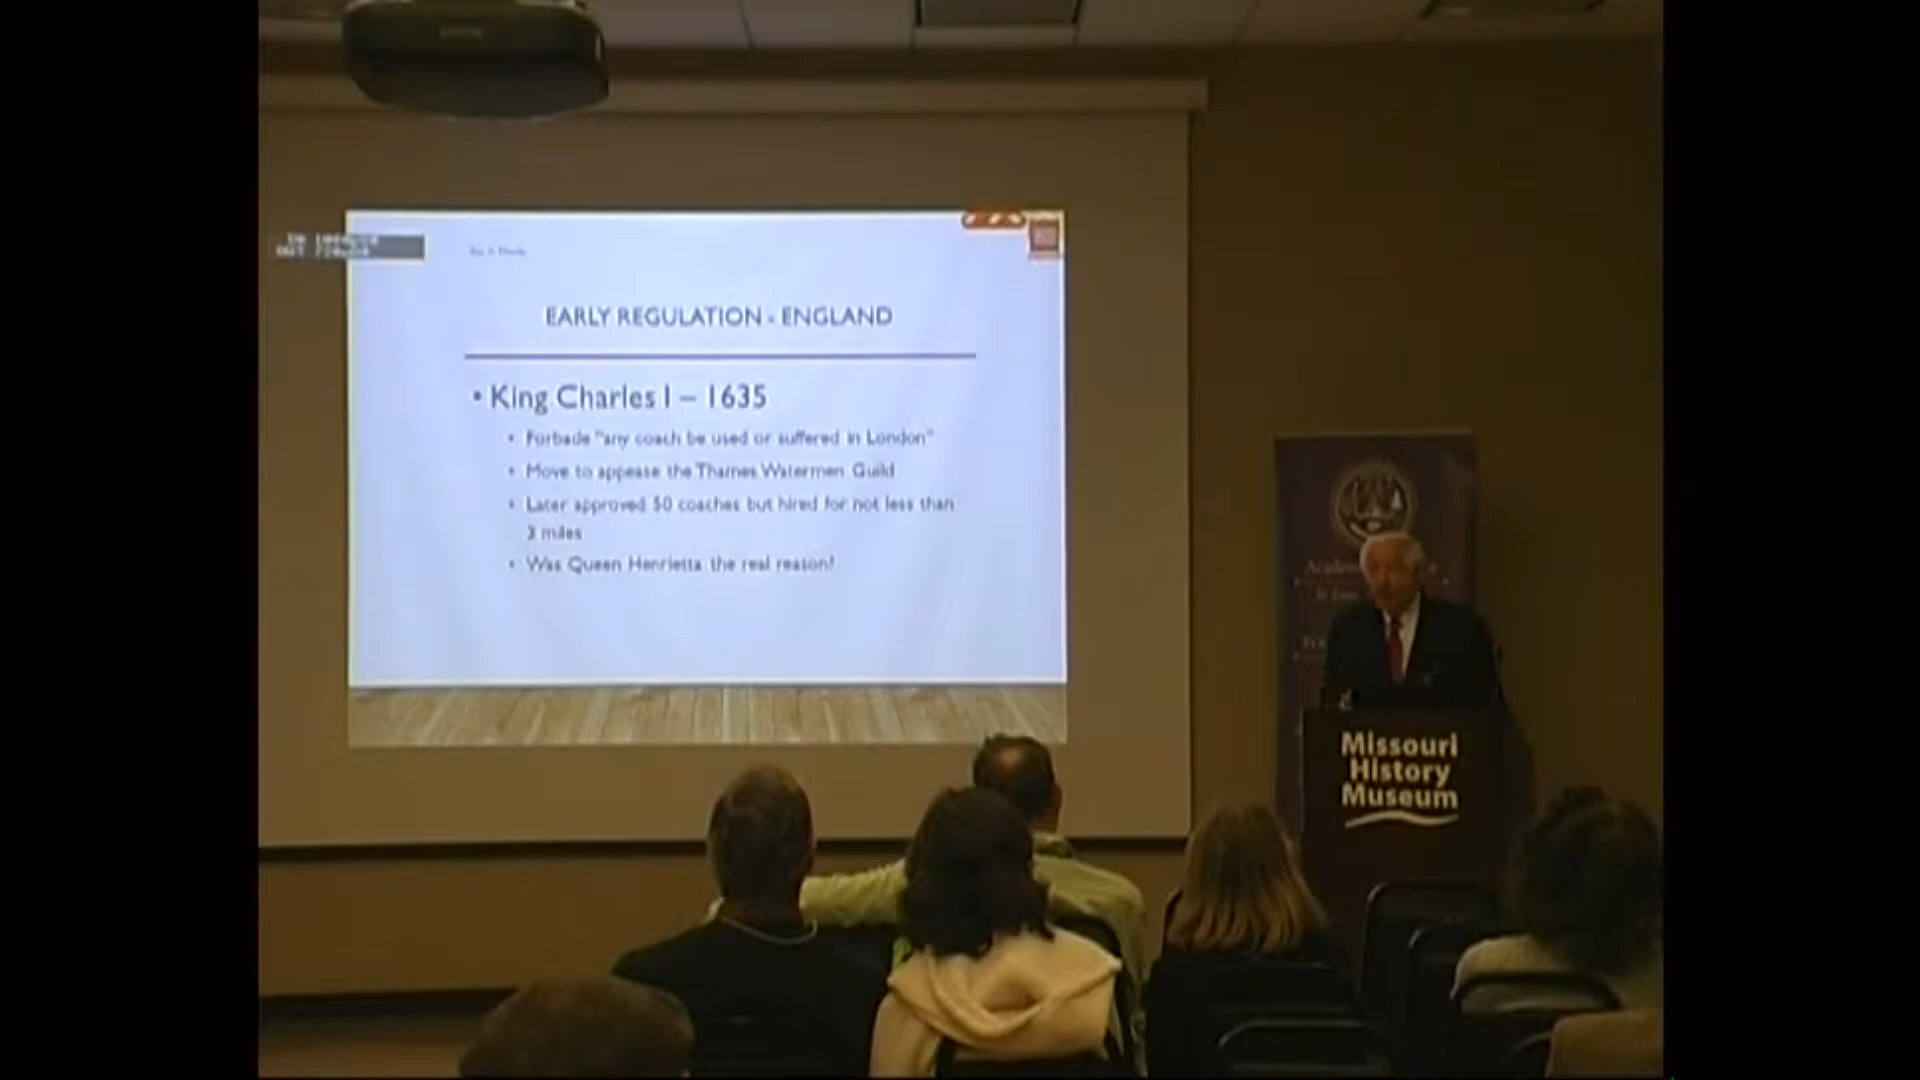 EARLY REGULATION - ENGLAND
• King Charles I – 1635
• Forbade "any coach be used or suffered in London"
• Move to appease the Thames Watermen Guild
• Later approved 50 coaches but hired for not less than
3 miles
• Was Queen Henrietta the real reason?
Missouri
History
Museum